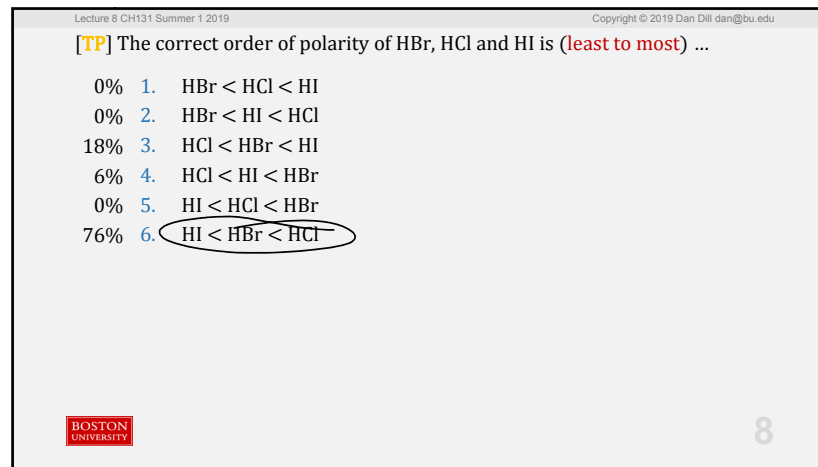 Lecture 8 CH131 Summer 1 2019 Copyright © 2019 Dan Dill dan@bu.edu
[TP] The correct order of polarity of HBr, HCl and HI is (least to most) …
0% 1. HBr < HCl < HI
0% 2. HBr < HI < HCl
18% 3. HCl < HBr < HI
6% 4. HCl < HI < HBr
0% 5. HI < HCl < HBr
76% 6. HI < HBr < HCl
BOSTON
UNIVERSITY
8